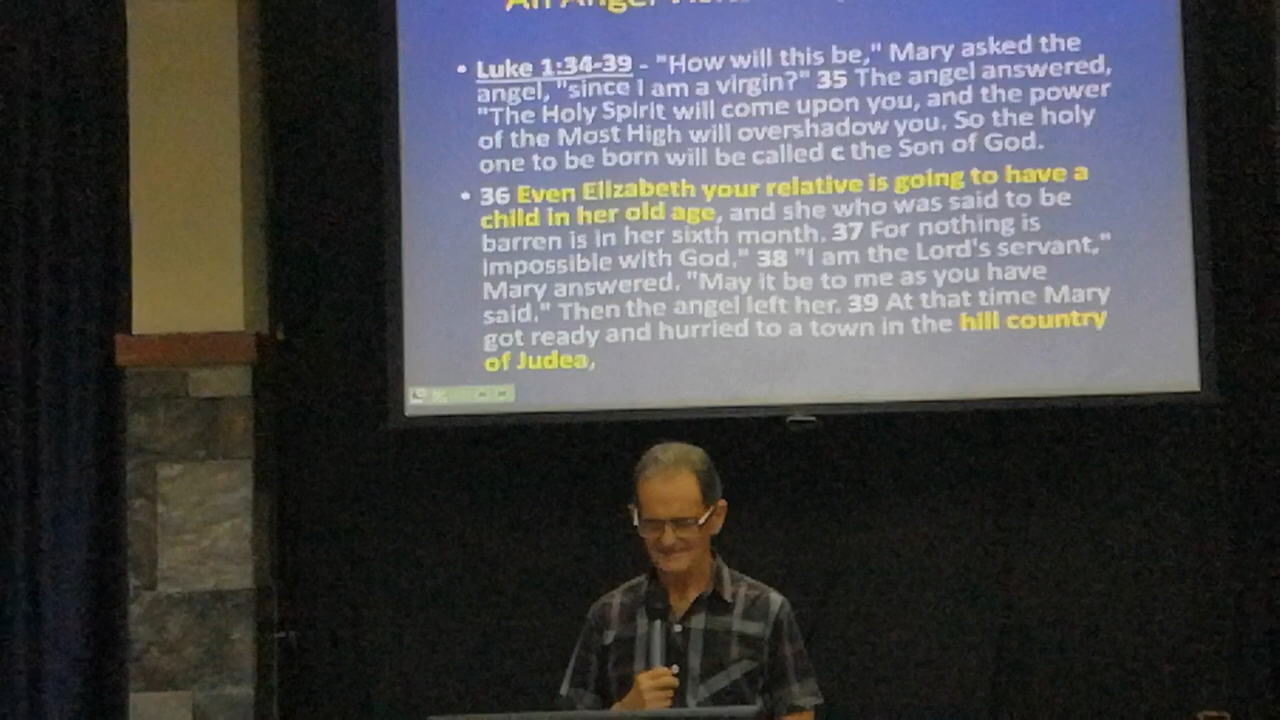 An Angel
• Luke 1:34-39 - "How will this be," Mary asked the
angel, "since I am a virgin?" 35 The angel answered,
"The Holy Spirit will come upon you, and the power
of the Most High will overshadow you. So the holy
one to be born will be called c the Son of God.
• 36 Even Elizabeth your relative is going to have a
child in her old age, and she who was said to be
barren is in her sixth month. 37 For nothing is
impossible with God." 38 "I am the Lord's servant,"
Mary answered. "May it be to me as you have
said." Then the angel left her. 39 At that time Mary
got ready and hurried to a town in the hill country
of Judea,